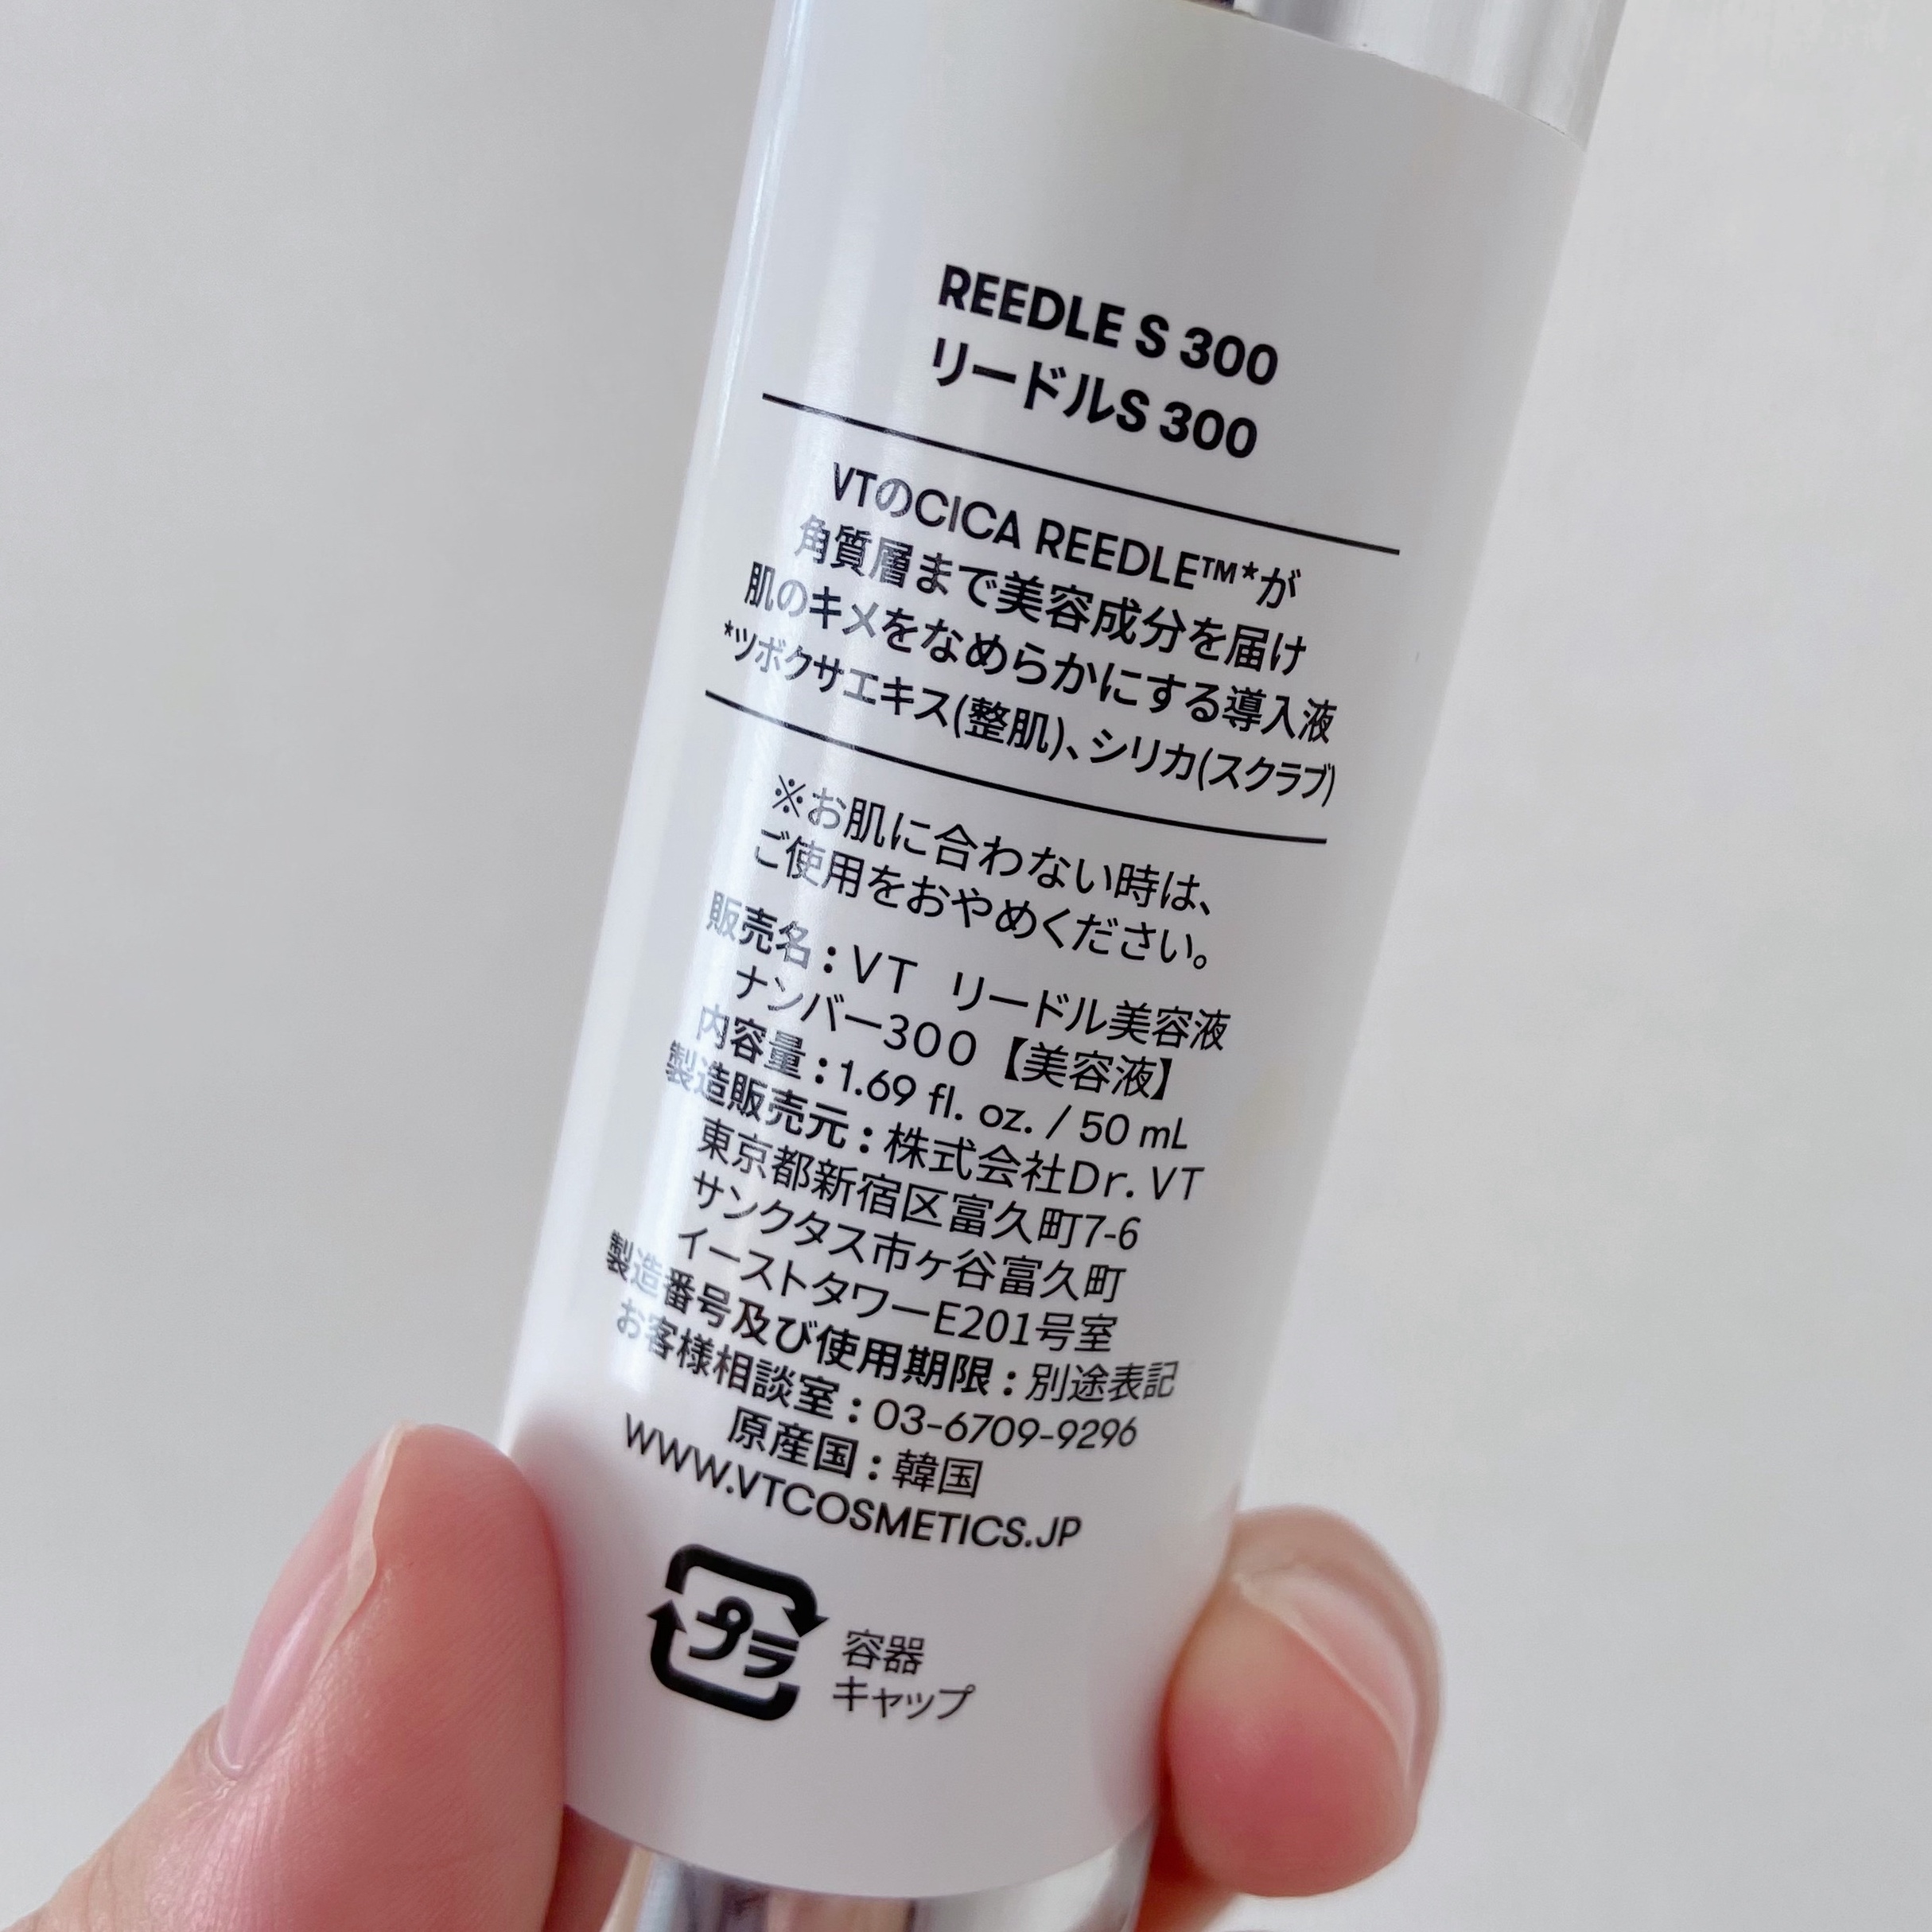 REEDLE S 300
リードルS 300
VTのCICA REEDLE™*が
角質層まで美容成分を届け
肌のキメをなめらかにする導入液
*ツボクサエキス(整肌)、シリカ(スクラブ)
※お肌に合わない時は、
ご使用をおやめください。
販売名：VT リードル美容液
ナンバー300【美容液】
内容量：1.69 fl. oz. / 50 mL
製造販売元：株式会社Dr. VT
東京都新宿区富久町7-6
サンクタス市ヶ谷富久町
イーストタワーE201号室
製造番号及び使用期限：別途表記
お客様相談室：03-6709-9296
原産国：韓国
WWW.VTCOSMETICS.JP
プラ
容器
キャップ